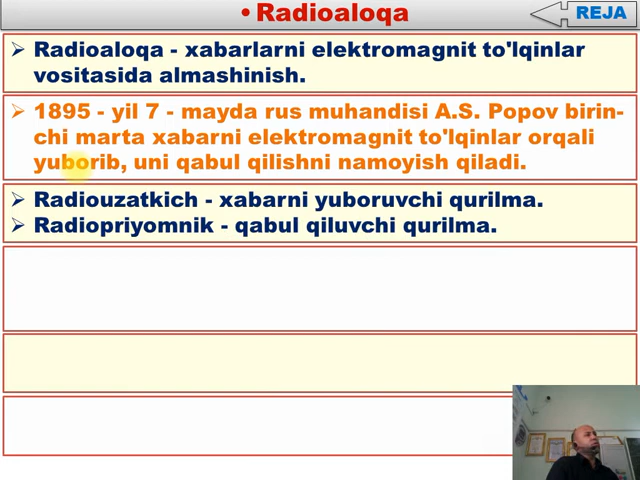 • Radioaloqa
REJA
➢ Radioaloqa - xabarlarni elektromagnit to'lqinlar
vositasida almashinish.
➢ 1895 - yil 7 - mayda rus muhandisi A.S. Popov birin-
chi marta xabarni elektromagnit to'lqinlar orqali
yuborib, uni qabul qilishni namoyish qiladi.
➢ Radiouzatkich - xabarni yuboruvchi qurilma.
➢ Radiopriyomnik - qabul qiluvchi qurilma.